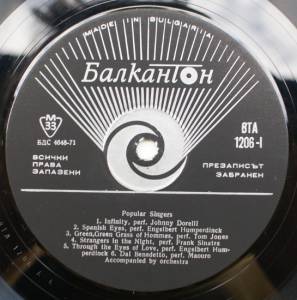 MADE IN BULGARIA
Балкантон
М
33
БДС 4048-71
ВТА
1206-I
ВСИЧКИ
ПРАВА
ЗАПАЗЕНИ
ПРЕЗАПИСЪТ
ЗАБРАНЕН
Popular Singers
1. Infinity, perf. Johnny Dorelli
2. Spanish Eyes, perf. Engelbert Humperdinck
3. Green,Green Grass of Hommes, perf. Tom Jones
4. Strangers in the Night, perf. Frank Sinatra
5. Through the Eyes of Love, perf. Engelbert Hum-
perdinck 6. Dal Benedetto, perf. Maouro
Accompanied by orchestra